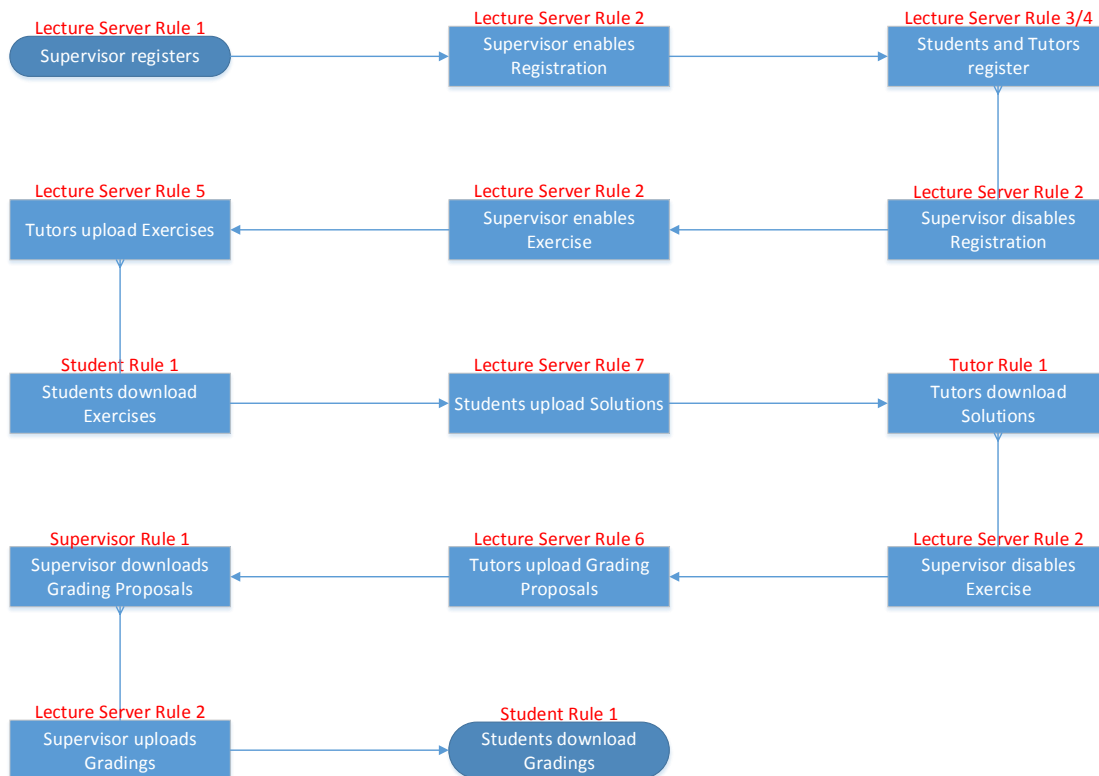 Lecture Server Rule 1
Supervisor registers
Lecture Server Rule 2
Supervisor enables
Registration
Lecture Server Rule 3/4
Students and Tutors
register
Lecture Server Rule 5
Tutors upload Exercises
Lecture Server Rule 2
Supervisor enables
Exercise
Lecture Server Rule 2
Supervisor disables
Registration
Student Rule 1
Students download
Exercises
Lecture Server Rule 7
Students upload Solutions
Tutor Rule 1
Tutors download
Solutions
Supervisor Rule 1
Supervisor downloads
Grading Proposals
Lecture Server Rule 6
Tutors upload Grading
Proposals
Lecture Server Rule 2
Supervisor disables
Exercise
Lecture Server Rule 2
Supervisor uploads
Gradings
Student Rule 1
Students download
Gradings